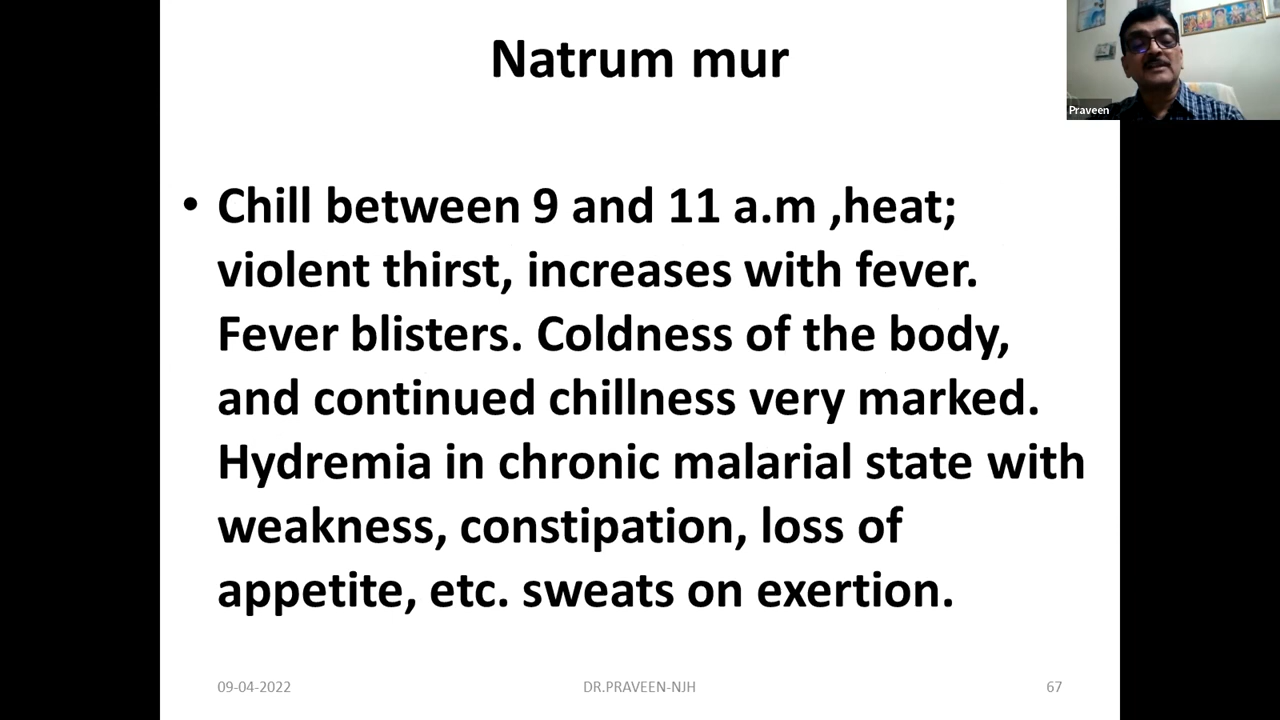 Natrum mur
Praveen
• Chill between 9 and 11 a.m ,heat;
violent thirst, increases with fever.
Fever blisters. Coldness of the body,
and continued chillness very marked.
Hydremia in chronic malarial state with
weakness, constipation, loss of
appetite, etc. sweats on exertion.
09-04-2022 DR.PRAVEEN-NJH 67